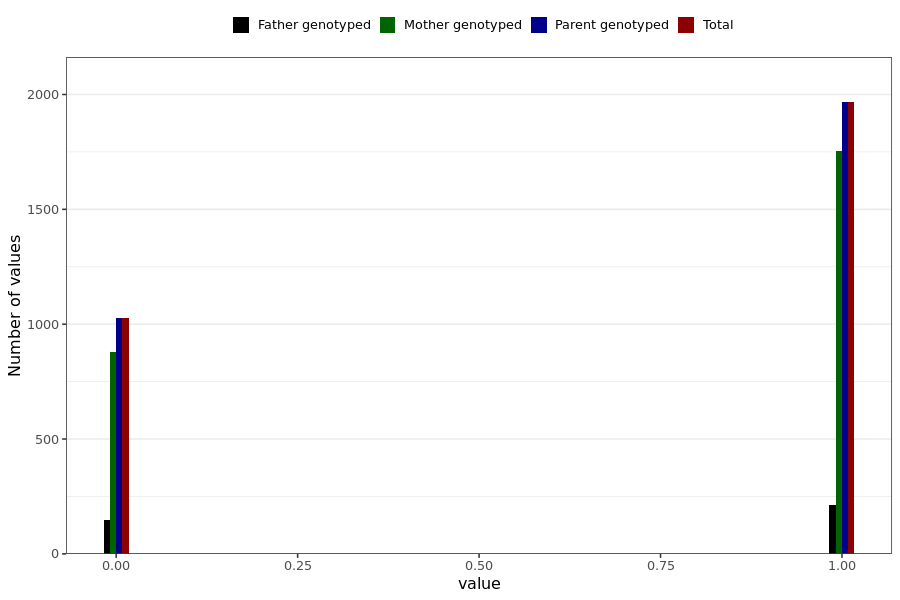 Father genotyped Mother genotyped Parent genotyped Total
2000
1500
1000
500
0
Number of values
0.00 0.25 0.50 0.75 1.00
value